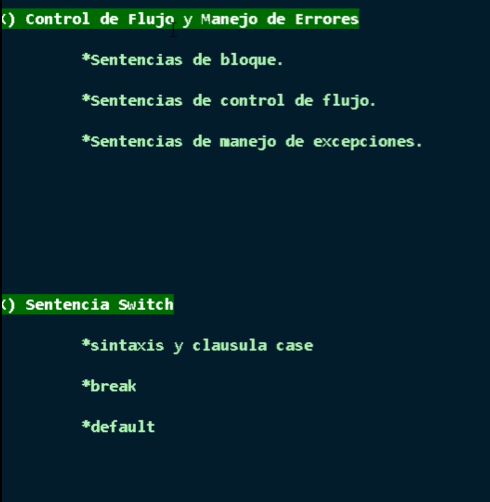 X) Control de Flujo y Manejo de Errores
*Sentencias de bloque.
*Sentencias de control de flujo.
*Sentencias de manejo de excepciones.
X) Sentencia Switch
*sintaxis y clausula case
*break
*default